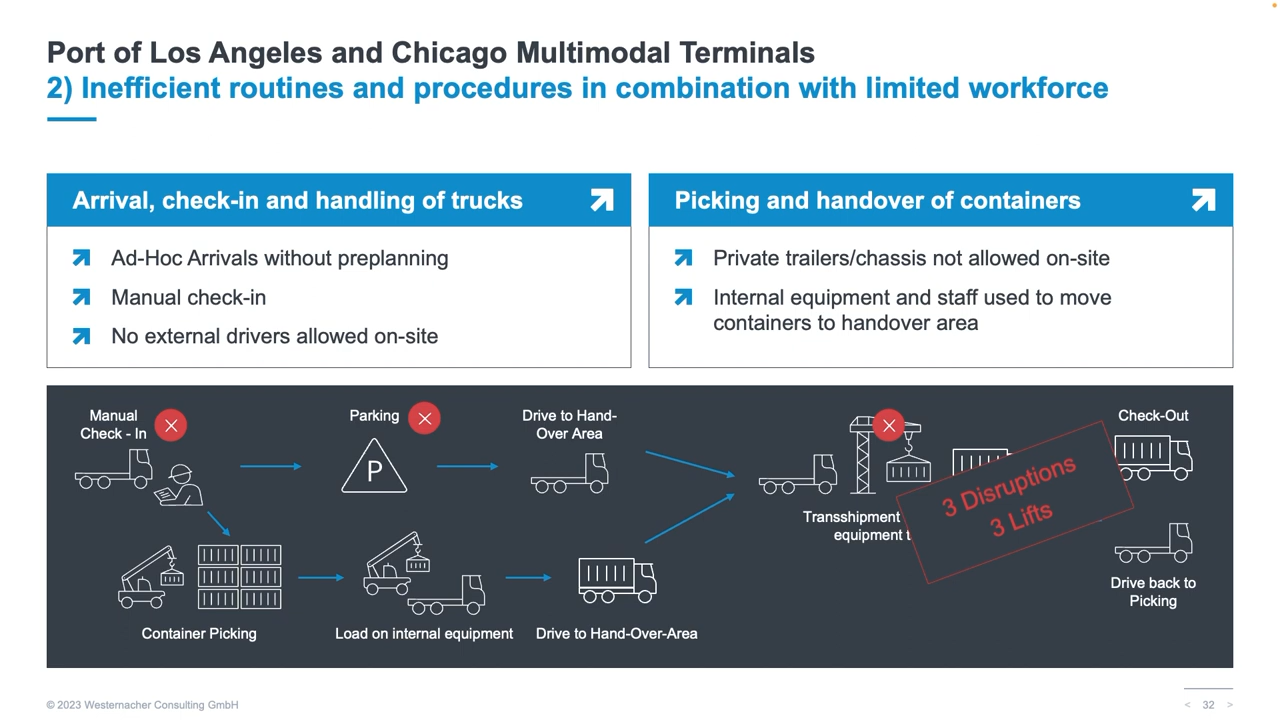 Port of Los Angeles and Chicago Multimodal Terminals
2) Inefficient routines and procedures in combination with limited workforce
Arrival, check-in and handling of trucks
Ad-Hoc Arrivals without preplanning
Manual check-in
No external drivers allowed on-site
Picking and handover of containers
Private trailers/chassis not allowed on-site
Internal equipment and staff used to move
containers to handover area
Manual
Check - In
Parking
P
Drive to Hand-
Over Area
Transshipment
equipment t
3 Disruptions
3 Lifts
Check-Out
Container Picking
Load on internal equipment
Drive to Hand-Over-Area
Drive back to
Picking
© 2023 Westernacher Consulting GmbH
< 32 >